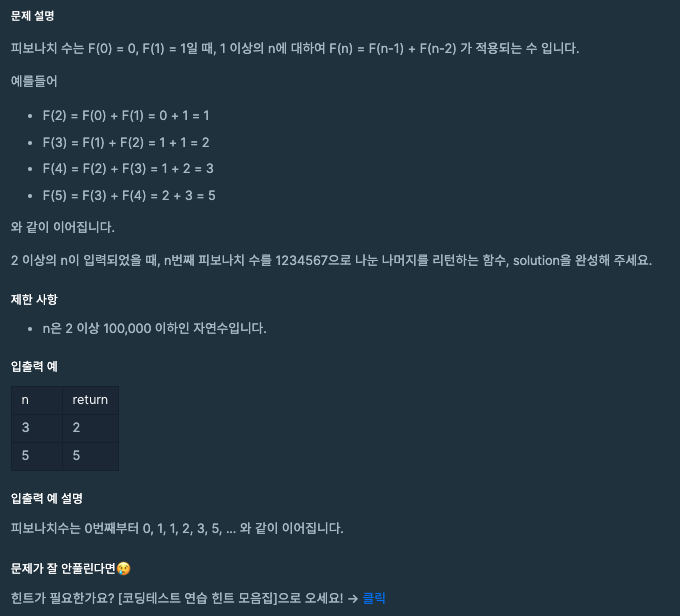 문제 설명
피보나치 수는 F(0) = 0, F(1) = 1일 때, 1 이상의 n에 대하여 F(n) = F(n-1) + F(n-2) 가 적용되는 수 입니다.
예를들어
• F(2) = F(0) + F(1) = 0 + 1 = 1
• F(3) = F(1) + F(2) = 1 + 1 = 2
• F(4) = F(2) + F(3) = 1 + 2 = 3
• F(5) = F(3) + F(4) = 2 + 3 = 5
와 같이 이어집니다.
2 이상의 n이 입력되었을 때, n번째 피보나치 수를 1234567으로 나눈 나머지를 리턴하는 함수, solution을 완성해 주세요.
제한 사항
• n은 2 이상 100,000 이하인 자연수입니다.
입출력 예
n return
3 2
5 5
입출력 예 설명
피보나치수는 0번째부터 0, 1, 1, 2, 3, 5, ... 와 같이 이어집니다.
문제가 잘 안풀린다면😢
힌트가 필요한가요? [코딩테스트 연습 힌트 모음집]으로 오세요! → 클릭